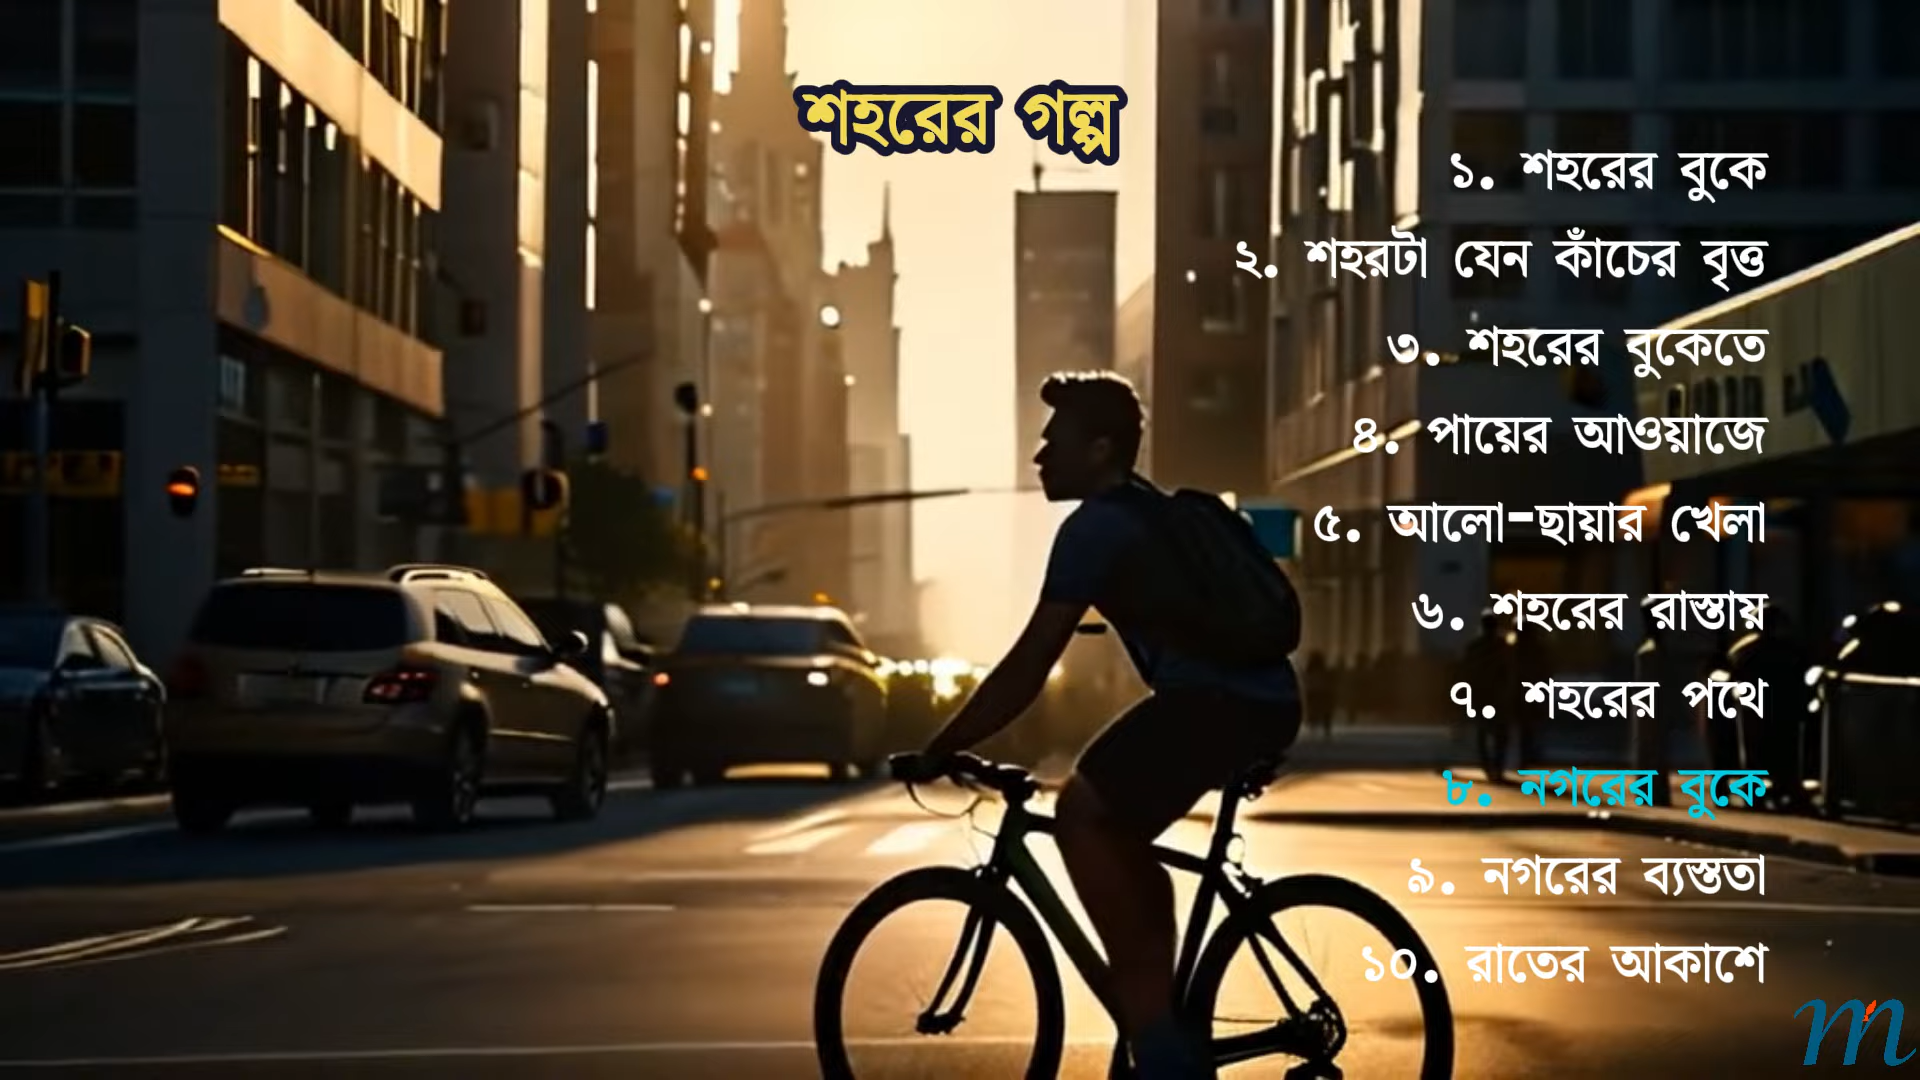 শহরের গল্প
১. শহরের বুকে
২. শহরটা যেন কাঁচের বৃত্ত
৩. শহরের বুকেতে
৪. পায়ের আওয়াজে
৫. আলো-ছায়ার খেলা
৬. শহরের রাস্তায়
৭. শহরের পথে
৮. নগরের বুকে
৯. নগরের ব্যস্ততা
১০. রাতের আকাশে
m